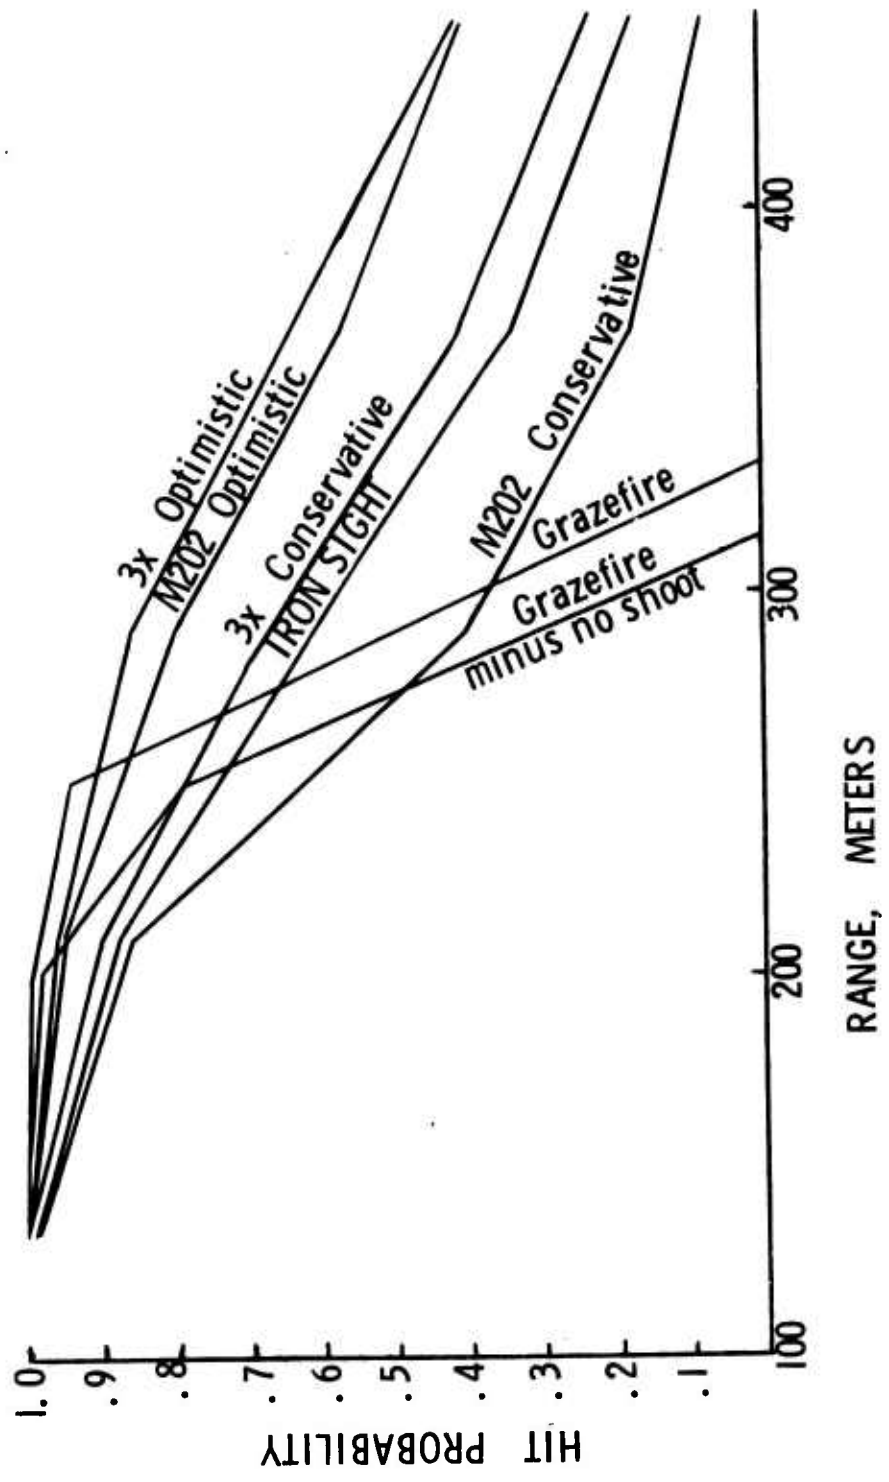 HIT PROBABILITY
1.0
.9
.8
.7
.6
.5
.4
.3
.2
.1
3x Optimistic
M202 Optimistic
3x Conservative
IRON SIGHT
M202 Conservative
Grazefire
Grazefire
minus no shoot
100
200
300
400
RANGE, METERS